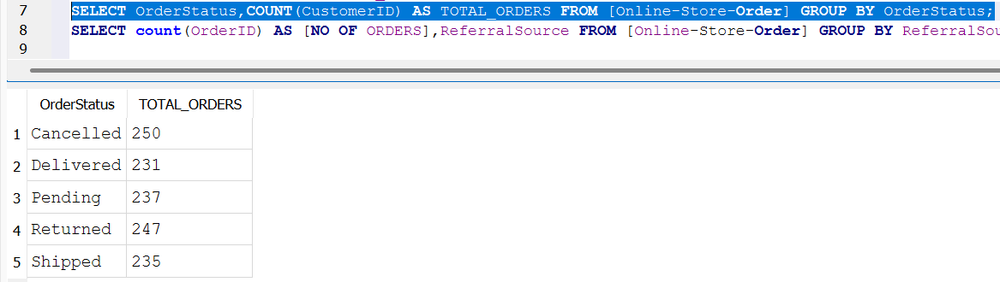 7 SELECT OrderStatus,COUNT(CustomerID) AS TOTAL_ORDERS FROM [Online-Store-Order] GROUP BY OrderStatus;
8 SELECT count(OrderID) AS [NO OF ORDERS],ReferralSource FROM [Online-Store-Order] GROUP BY ReferralSou
9
OrderStatus TOTAL_ORDERS
1 Cancelled 250
2 Delivered 231
3 Pending 237
4 Returned 247
5 Shipped 235